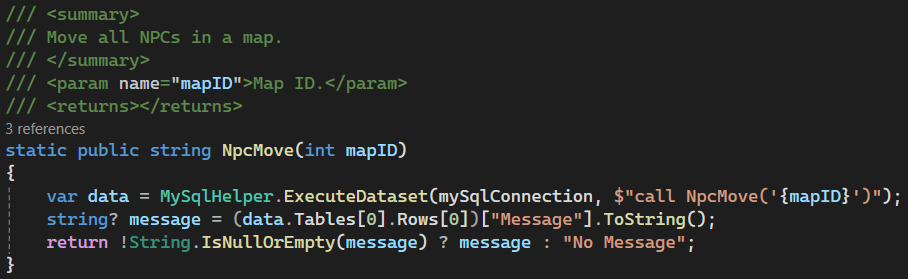 /// <summary>
/// Move all NPCs in a map.
/// </summary>
/// <param name="mapID">Map ID.</param>
/// <returns></returns>
3 references
static public string NpcMove(int mapID)
{
    var data = MySqlHelper.ExecuteDataset(mySqlConnection, $"call NpcMove('{mapID}')");
    string? message = (data.Tables[0].Rows[0])["Message"].ToString();
    return !String.IsNullOrEmpty(message) ? message : "No Message";
}